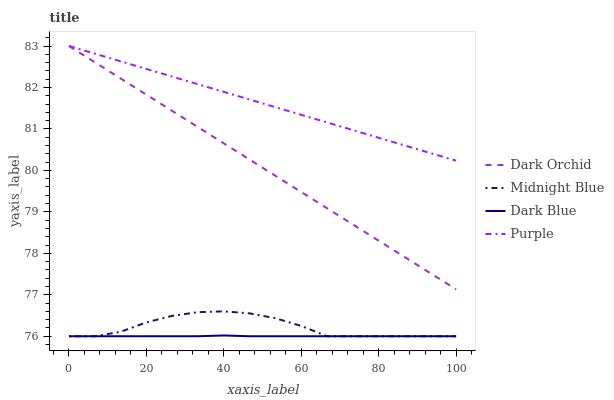 title
83
82
81
80
79
78
77
76
0
20
40
60
80
100
yaxis_label
xaxis_label
Dark Orchid
Midnight Blue
Dark Blue
Purple